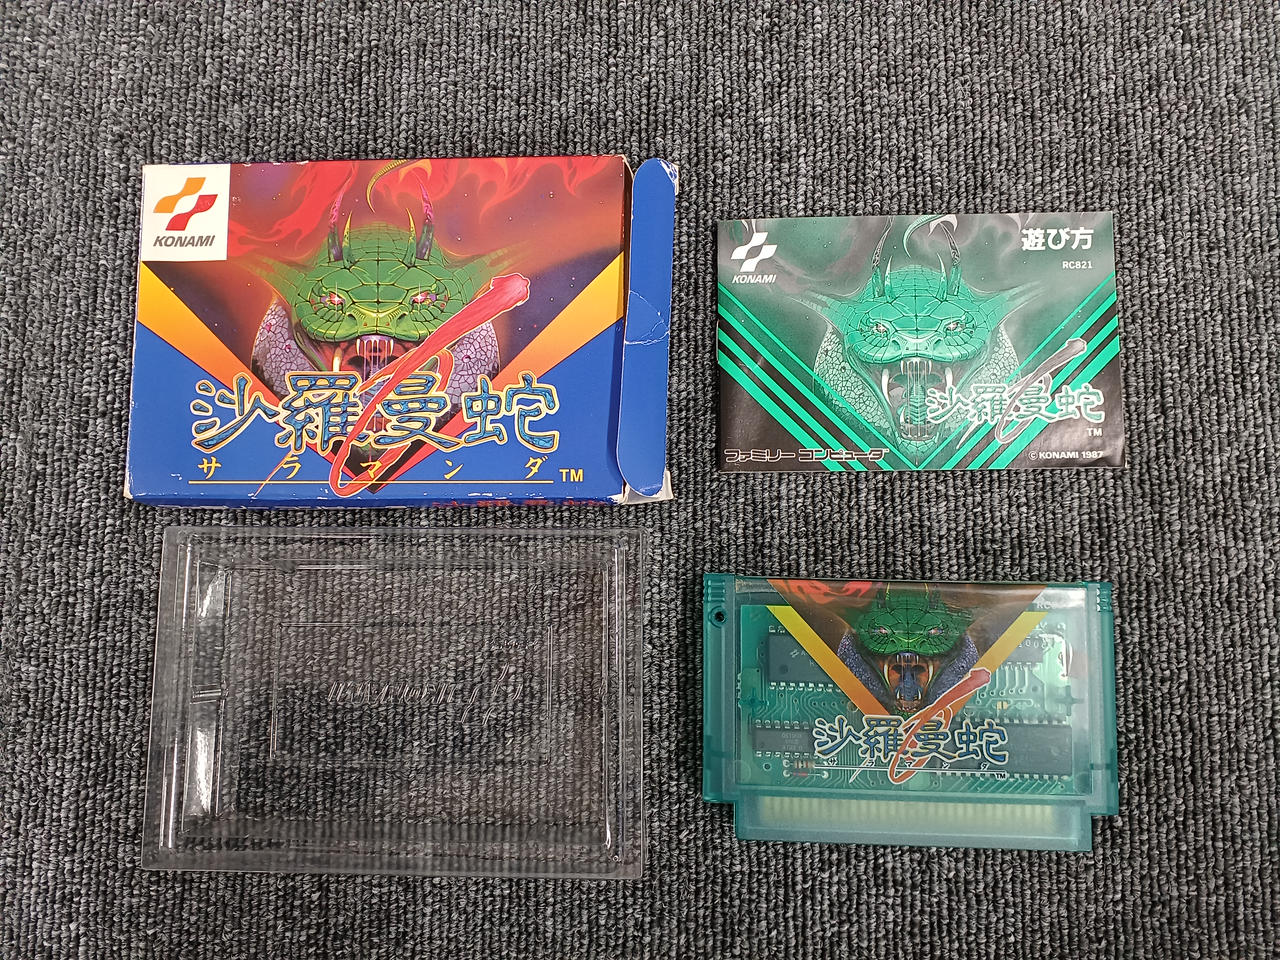 KONAMI
沙羅曼蛇
サラマンダ
TM
KONAMI
遊び方
RC821
沙羅曼蛇
TM
ファミリーコンピュータ
© KONAMI 1987
沙羅曼蛇
サラマンダ
TM